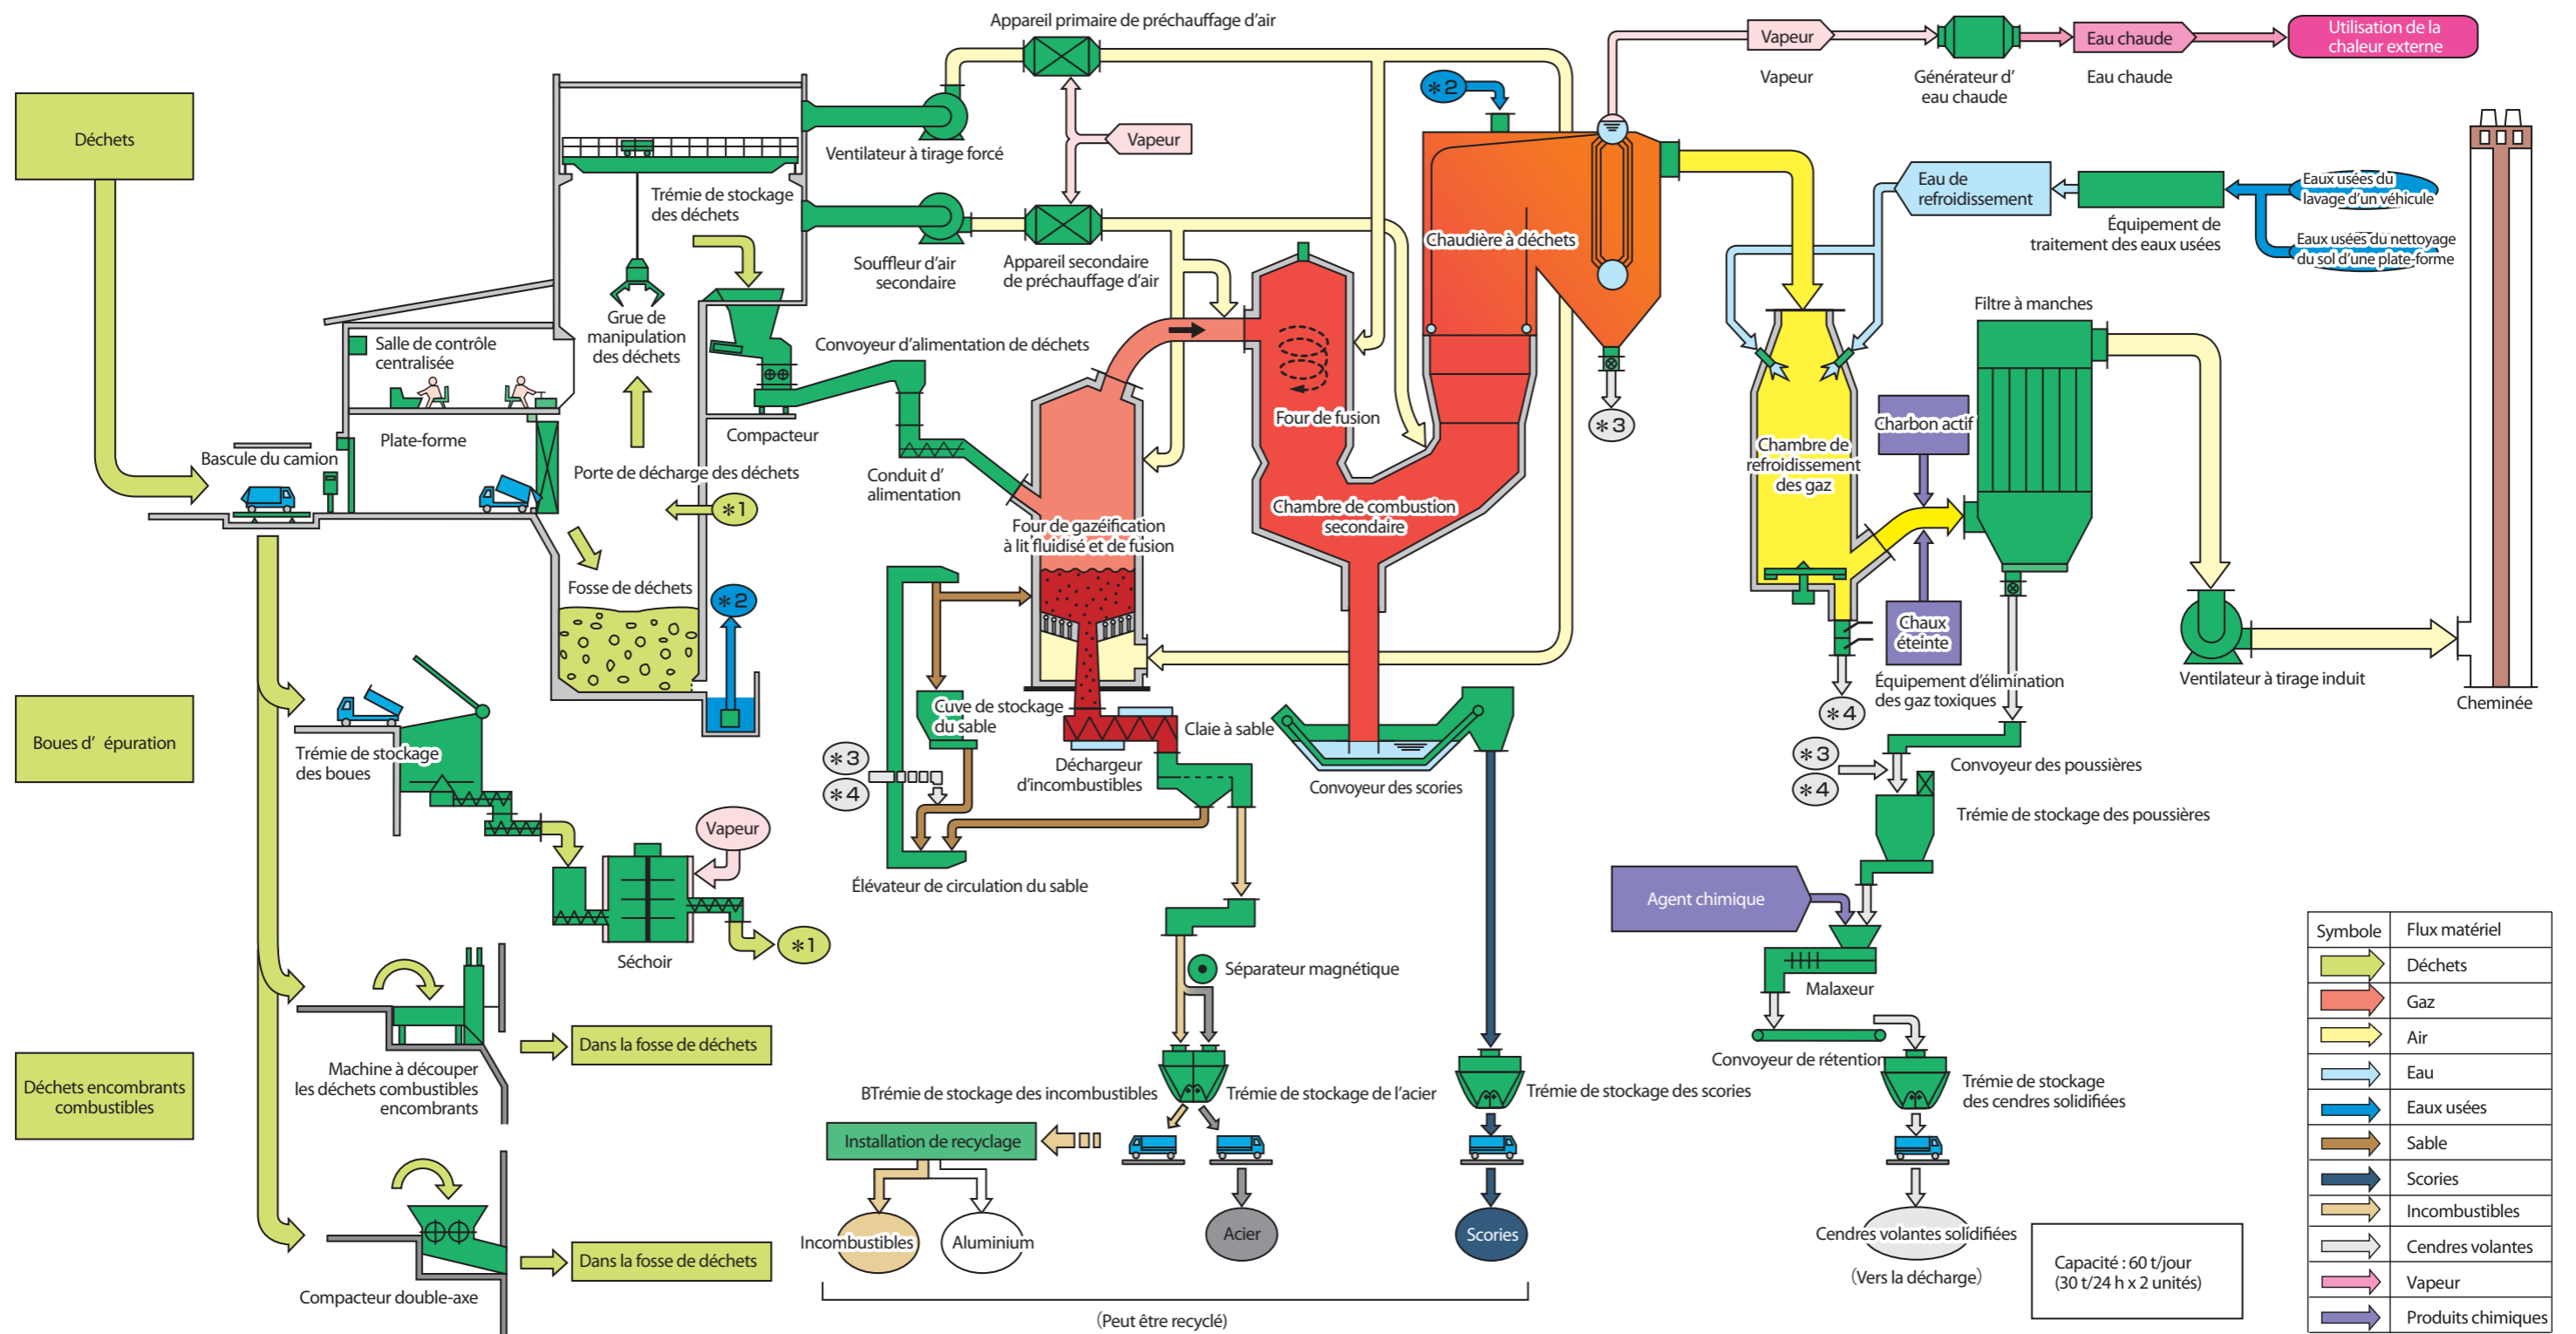 Déchets
Boues d’ épuration
Déchets encombrants
combustibles
Bascule du camion
Plate-forme
Salle de contrôle
centralisée
Grue de
manipulation
des déchets
Trémie de stockage
des déchets
Porte de décharge des déchets
*1
Fosse de déchets
*2
Compacteur
Convoyeur d’alimentation de déchets
Conduit d’
alimentation
Trémie de stockage
des boues
Vapeur
Séchoir
*1
Machine à découper
les déchets combustibles
encombrants
Dans la fosse de déchets
Compacteur double-axe
Dans la fosse de déchets
Appareil primaire de préchauffage d’air
Ventilateur à tirage forcé
Vapeur
Souffleur d’air
secondaire
Appareil secondaire
de préchauffage d’air
Four de gazéification
à lit fluidisé et de fusion
Four de fusion
Chambre de combustion
secondaire
Chaudière à déchets
*2
*3
Vapeur
Vapeur
Générateur d’
eau chaude
Eau chaude
Eau chaude
Utilisation de la
chaleur externe
Eau de
refroidissement
Équipement de
traitement des eaux usées
Eaux usées du
lavage d’un véhicule
Eaux usées du nettoyage
du sol d’une plate-forme
Chambre de
refroidissement
des gaz
Charbon actif
Chaux
éteinte
Équipement d’élimination
des gaz toxiques
*4
Filtre à manches
Ventilateur à tirage induit
Cheminée
Cuve de stockage
du sable
*3
*4
Élévateur de circulation du sable
Claie à sable
Déchargeur
d’incombustibles
Convoyeur des scories
Séparateur magnétique
BTrémie de stockage des incombustibles
Trémie de stockage de l’acier
Trémie de stockage des scories
Installation de recyclage
Incombustibles
Aluminium
Acier
Scories
(Peut être recyclé)
*3
*4
Convoyeur des poussières
Trémie de stockage des poussières
Agent chimique
Malaxeur
Convoyeur de rétention
Trémie de stockage
des cendres solidifiées
Cendres volantes solidifiées
(Vers la décharge)
Capacité : 60 t/jour
(30 t/24 h x 2 unités)
Symbole Flux matériel
Déchets
Gaz
Air
Eau
Eaux usées
Sable
Scories
Incombustibles
Cendres volantes
Vapeur
Produits chimiques